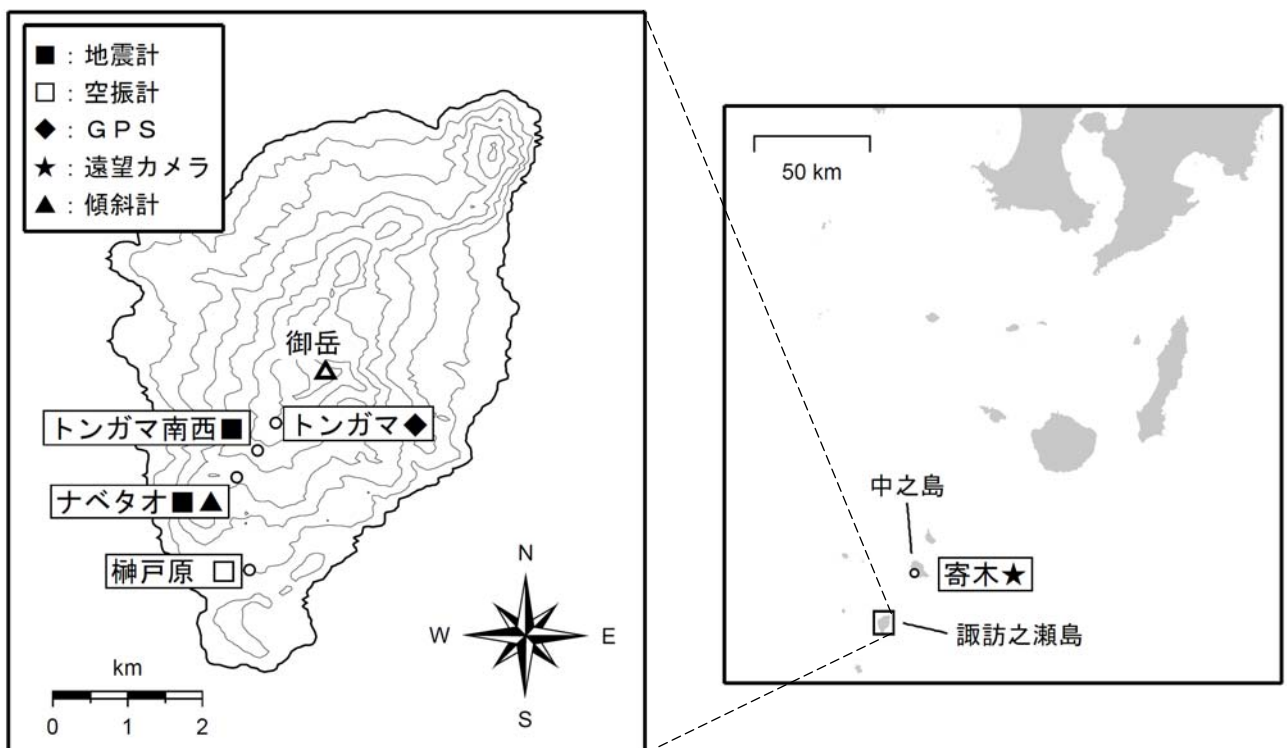 ■：地震計
□：空振計
◆：ＧＰＳ
★：遠望カメラ
▲：傾斜計
御岳
トンガマ南西■
トンガマ◆
ナベタオ■▲
榊戸原 □
N
W
E
S
km
0 1 2
50 km
中之島
寄木★
諏訪之瀬島